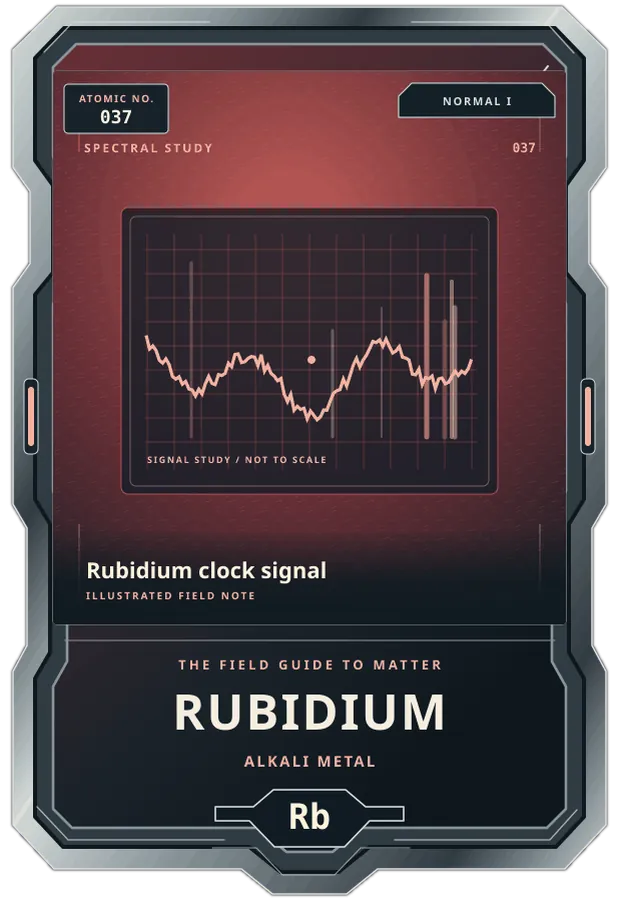 ATOMIC NO.
037
NORMAL I
SPECTRAL STUDY
037
SIGNAL STUDY / NOT TO SCALE
Rubidium clock signal
ILLUSTRATED FIELD NOTE
THE FIELD GUIDE TO MATTER
RUBIDIUM
ALKALI METAL
Rb